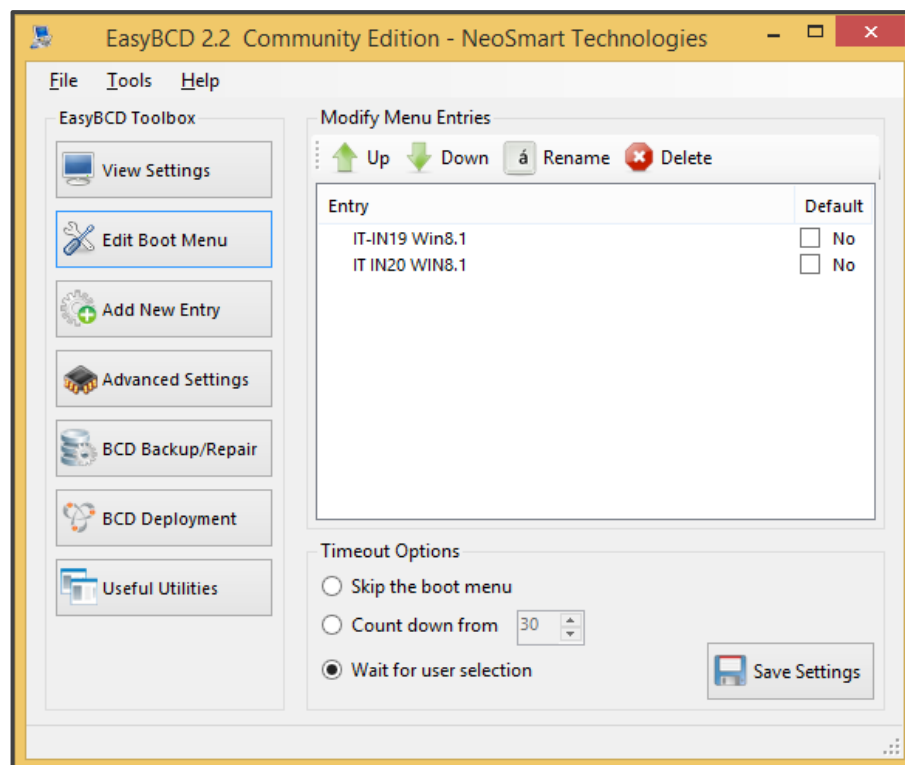 EasyBCD 2.2 Community Edition - NeoSmart Technologies
File Tools Help
EasyBCD Toolbox
View Settings
Edit Boot Menu
Add New Entry
Advanced Settings
BCD Backup/Repair
BCD Deployment
Useful Utilities
Modify Menu Entries
Up Down á Rename Delete
Entry Default
IT-IN19 Win8.1 No
IT IN20 WIN8.1 No
Timeout Options
Skip the boot menu
Count down from 30
Wait for user selection
Save Settings